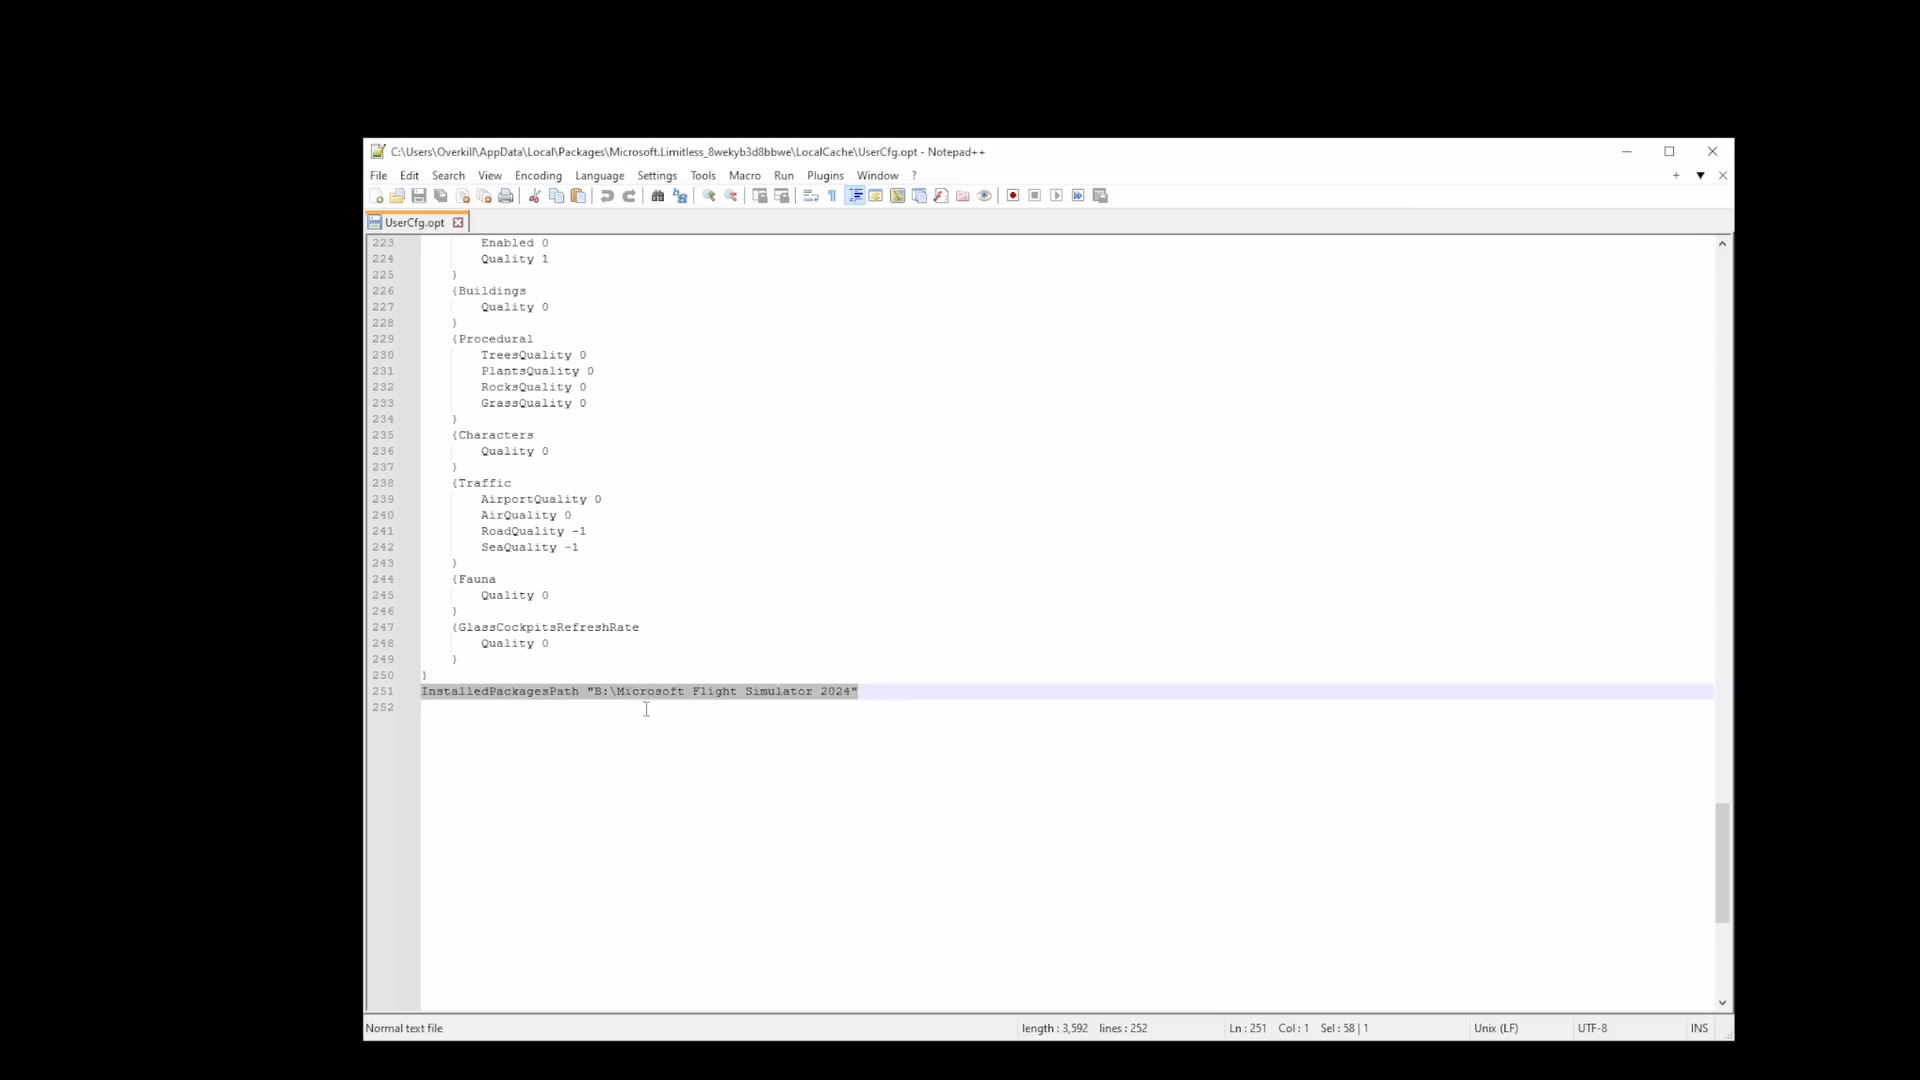 C:\Users\Overkill\AppData\Local\Packages\Microsoft.Limitless_8wekyb3d8bbwe\LocalCache\UserCfg.opt - Notepad++
File Edit Search View Encoding Language Settings Tools Macro Run Plugins Window ?
UserCfg.opt
223 Enabled 0
224 Quality 1
225 }
226 {Buildings
227 Quality 0
228 }
229 {Procedural
230 TreesQuality 0
231 PlantsQuality 0
232 RocksQuality 0
233 GrassQuality 0
234 }
235 {Characters
236 Quality 0
237 }
238 {Traffic
239 AirportQuality 0
240 AirQuality 0
241 RoadQuality -1
242 SeaQuality -1
243 }
244 {Fauna
245 Quality 0
246 }
247 {GlassCockpitsRefreshRate
248 Quality 0
249 }
250 }
251 InstalledPackagesPath "B:\Microsoft Flight Simulator 2024"
252
Normal text file length : 3,592 lines : 252 Ln : 251 Col : 1 Sel : 58 | 1 Unix (LF) UTF-8 INS